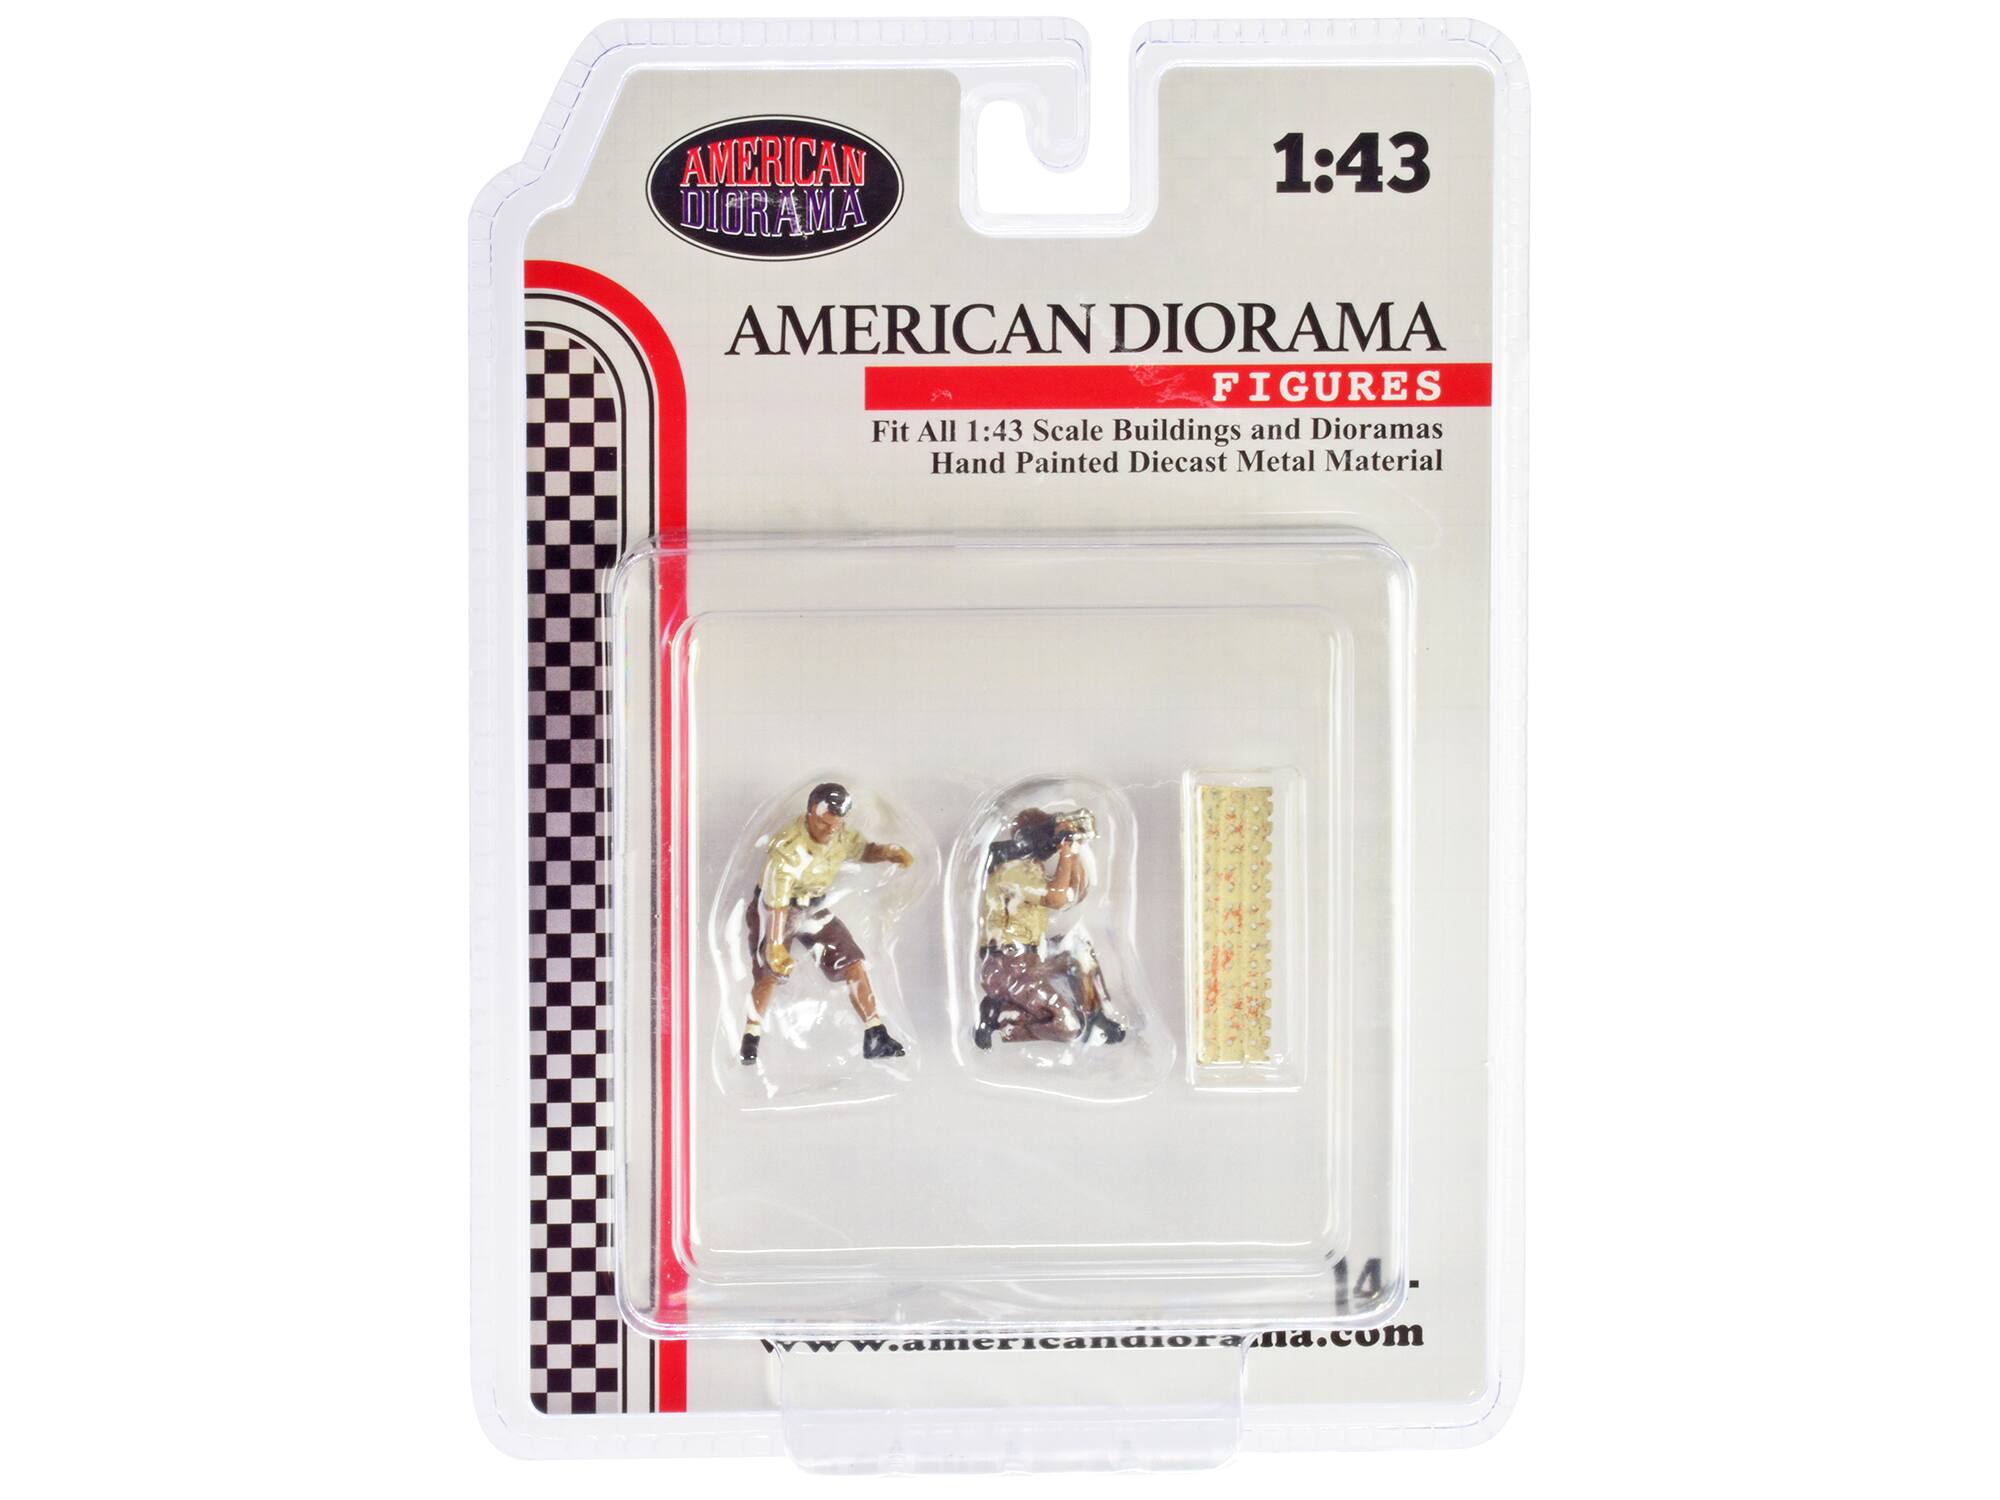 AMERICAN
DIORAMA
1:43
AMERICAN DIORAMA
FIGURES
Fit All 1:43 Scale Buildings and Dioramas
Hand Painted Diecast Metal Material
14+
www.americandiorama.com